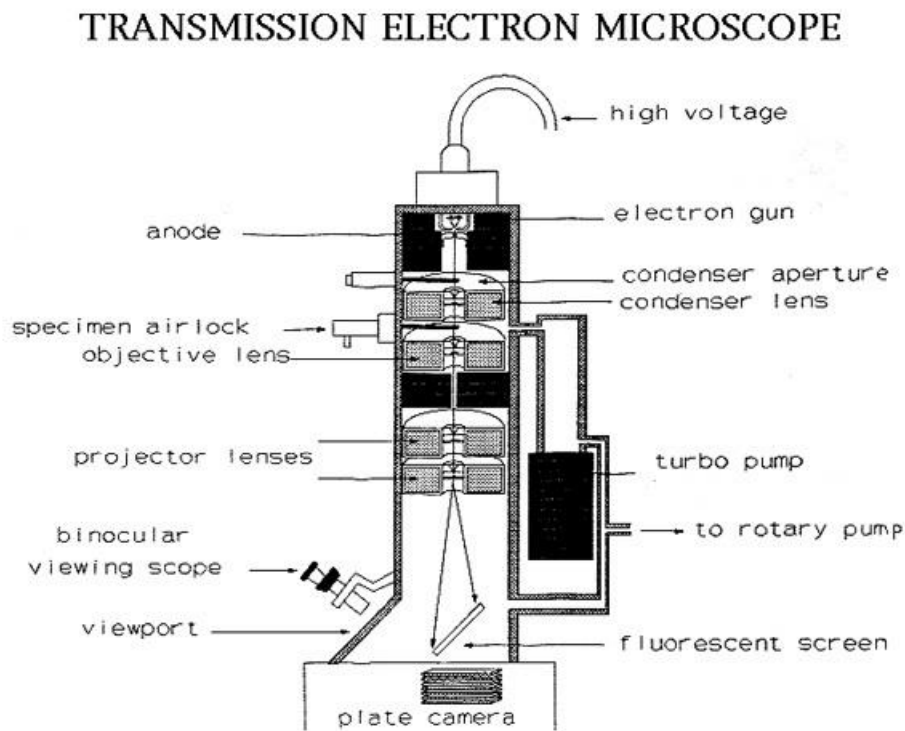 TRANSMISSION ELECTRON MICROSCOPE
high voltage
electron gun
anode
condenser aperture
condenser lens
specimen airlock
objective lens
projector lenses
turbo pump
to rotary pump
binocular
viewing scope
viewport
fluorescent screen
plate camera